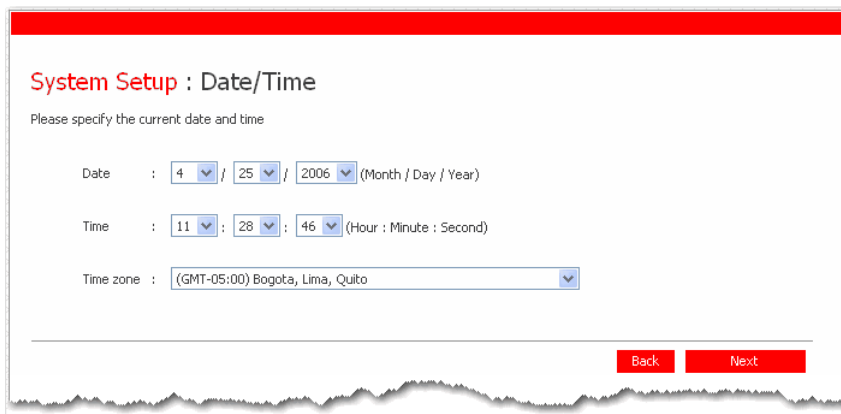 System Setup : Date/Time
Please specify the current date and time
Date : 4 / 25 / 2006 (Month / Day / Year)
Time : 11 : 28 : 46 (Hour : Minute : Second)
Time zone : (GMT-05:00) Bogota, Lima, Quito
Back Next